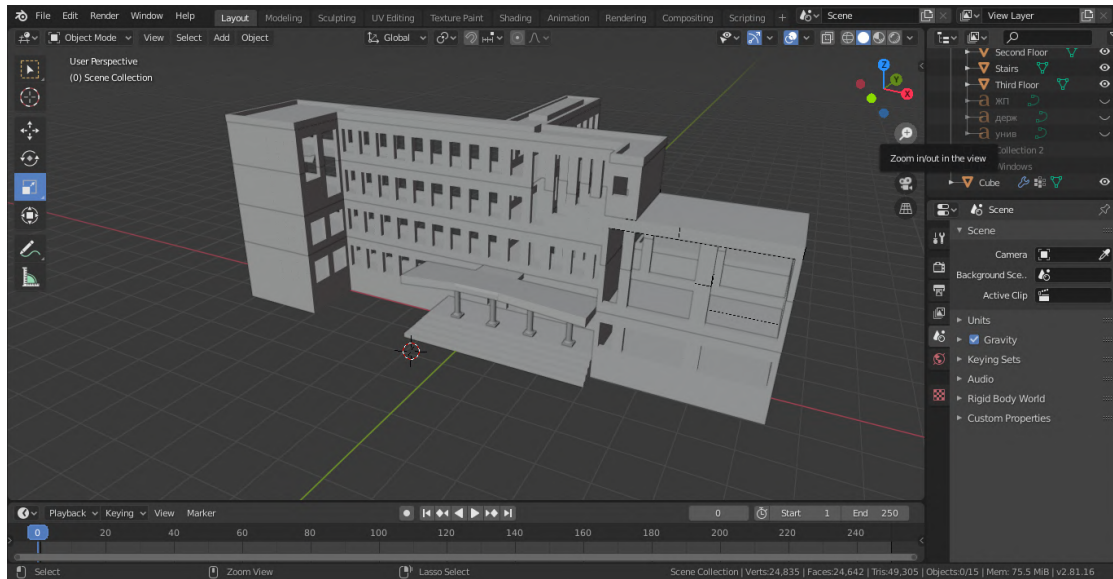 File Edit Render Window Help Layout Modeling Sculpting UV Editing Texture Paint Shading Animation Rendering Compositing Scripting + Scene View Layer
Object Mode View Select Add Object Global
User Perspective
(0) Scene Collection
Z
Y
X
Second Floor
Stairs
Third Floor
ЖП
держ
унив
Collection 2
Windows
Cube
Zoom in/out in the view
Scene
Scene
Camera
Background Sce..
Active Clip
Units
Gravity
Keying Sets
Audio
Rigid Body World
Custom Properties
Playback Keying View Marker 0 Start 1 End 250
0 20 40 60 80 100 120 140 160 180 200 220 240
Select Zoom View Lasso Select Scene Collection | Verts:24,835 | Faces:24,642 | Tris:49,305 | Objects:0/15 | Mem: 75.5 MiB | v2.81.16